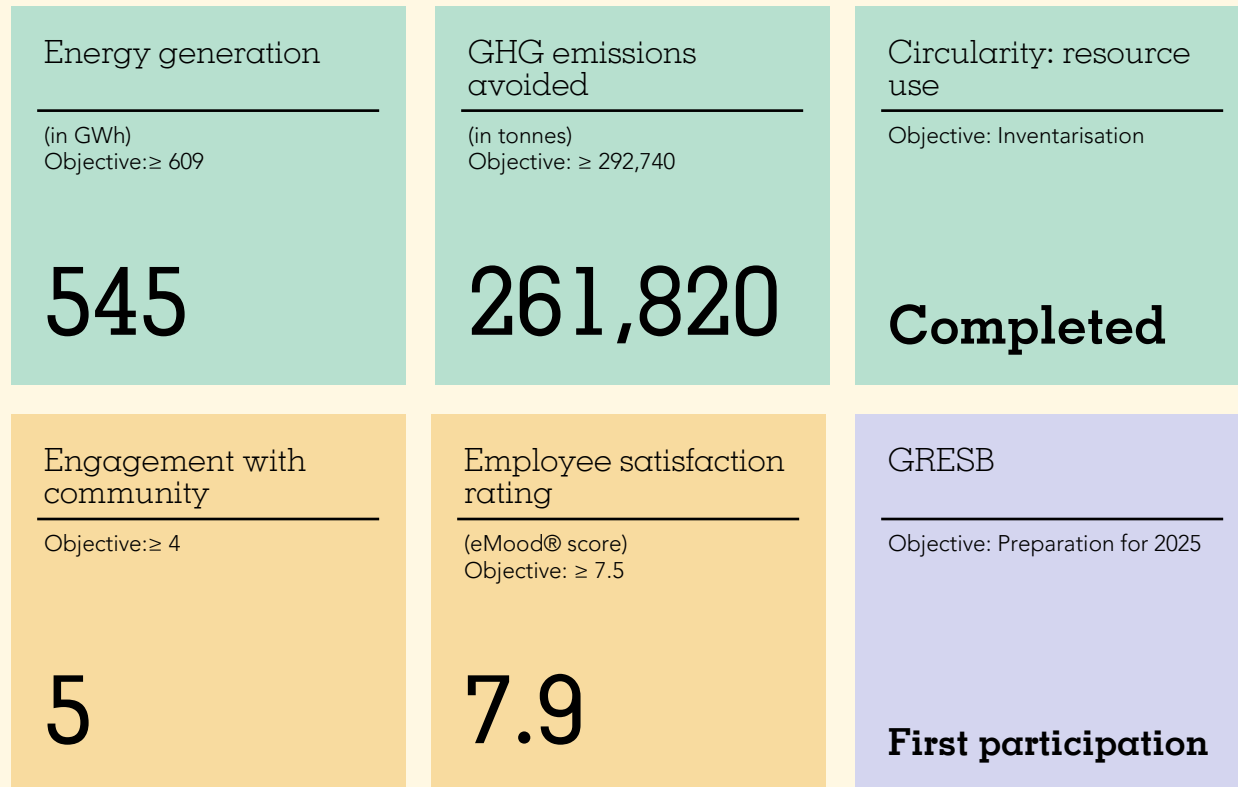 Energy generation
(in GWh)
Objective:≥ 609
545
GHG emissions
avoided
(in tonnes)
Objective: ≥ 292,740
261,820
Circularity: resource
use
Objective: Inventarisation
Completed
Engagement with
community
Objective:≥ 4
5
Employee satisfaction
rating
(eMood® score)
Objective: ≥ 7.5
7.9
GRESB
Objective: Preparation for 2025
First participation